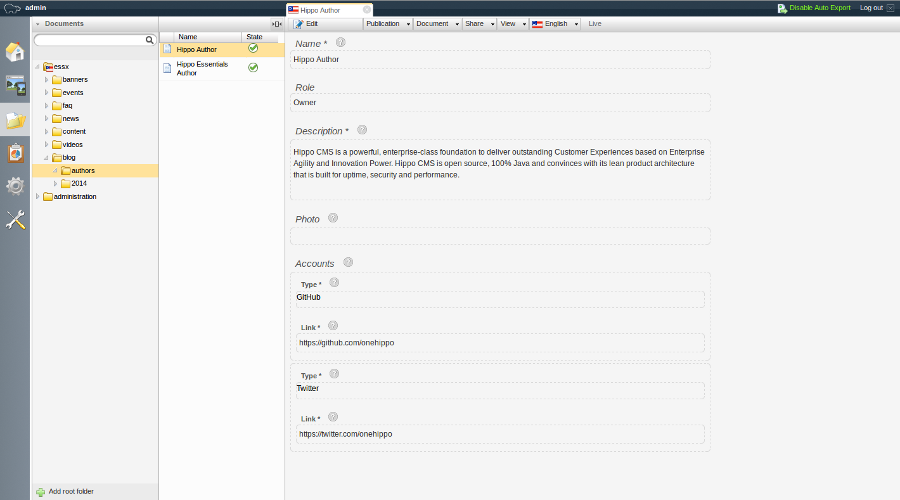 admin
Hippo Author
Disable Auto Export
Log out
Documents
Edit
Publication
Document
Share
View
English
Live
Name
State
Hippo Author
Hippo Essentials
Author
essx
banners
events
faq
news
content
videos
blog
authors
2014
administration
Add root folder
Name *
Hippo Author
Role
Owner
Description *
Hippo CMS is a powerful, enterprise-class foundation to deliver outstanding Customer Experiences based on Enterprise
Agility and Innovation Power. Hippo CMS is open source, 100% Java and convinces with its lean product architecture
that is built for uptime, security and performance.
Photo
Accounts
Type *
GitHub
Link *
https://github.com/onehippo
Type *
Twitter
Link *
https://twitter.com/onehippo